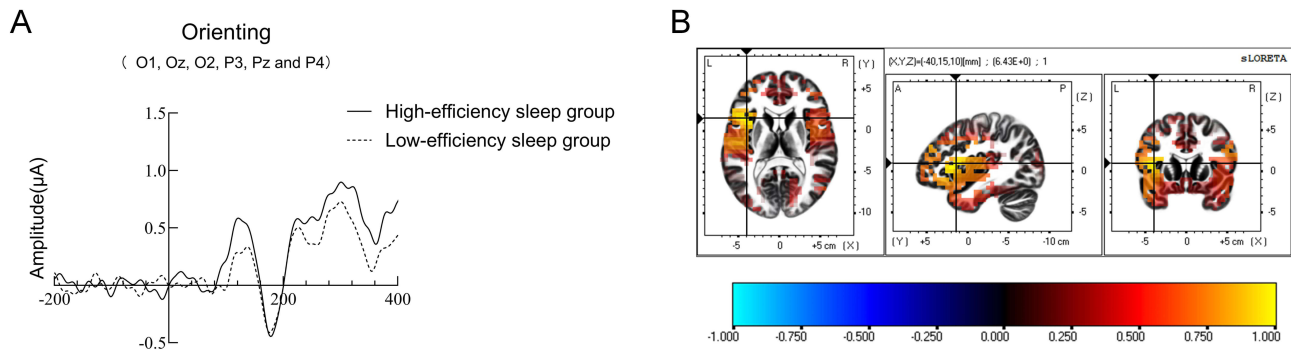 A
Orienting
( O1, Oz, O2, P3, Pz and P4)
High-efficiency sleep group
Low-efficiency sleep group
Amplitude(μA)
1.5
1.0
0.5
-0.5
-200
200
400
B
(X,Y,Z)=(-40,15,10)[mm] ; (6.43E+0) ; 1
sLORETA
L R (Y)
+5
0
-5
-10
-5 0 +5 cm (X)
A P (Z)
+5
0
-5
(Y) +5 0 -5 -10 cm
L R (Z)
+5
0
-5
-5 0 +5 cm (X)
-1.000 -0.750 -0.500 -0.250 0.000 0.250 0.500 0.750 1.000